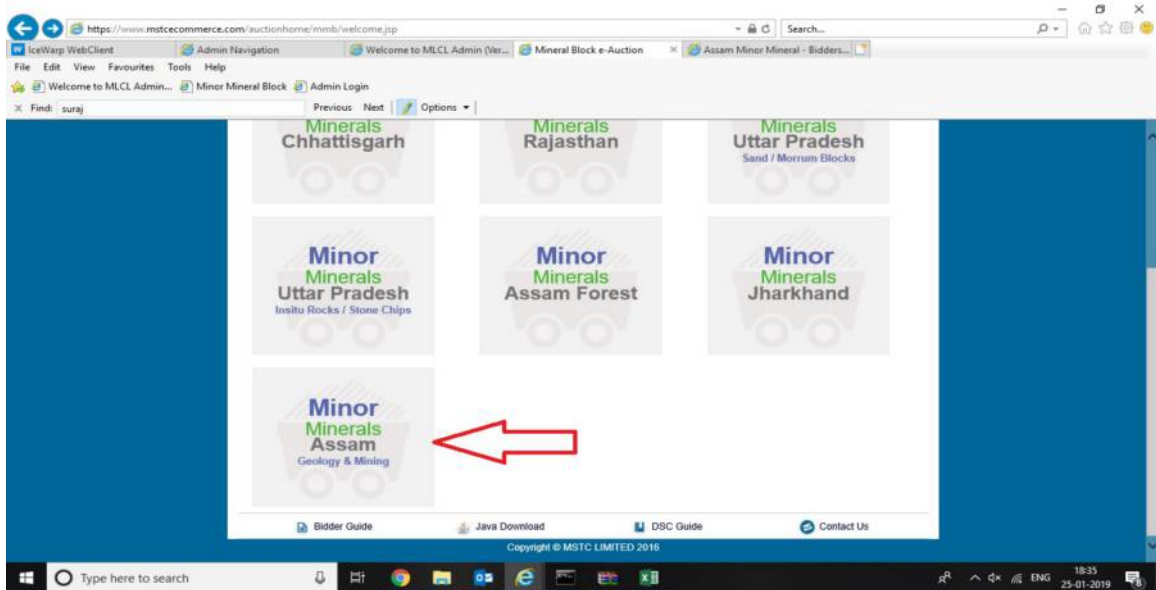 https://www.mstcecommerce.com/auctionhome/mmb/welcome.jsp
Search...
IceWarp WebClient
Admin Navigation
Welcome to MLCL Admin (Ver...
Mineral Block e-Auction
Assam Minor Mineral - Bidders...
File Edit View Favourites Tools Help
Welcome to MLCL Admin...
Minor Mineral Block
Admin Login
Find: suraj
Previous Next
Options
Minerals
Chhattisgarh
Minerals
Rajasthan
Minerals
Uttar Pradesh
Sand / Morrum Blocks
Minor
Minerals
Uttar Pradesh
Insitu Rocks / Stone Chips
Minor
Minerals
Assam Forest
Minor
Minerals
Jharkhand
Minor
Minerals
Assam
Geology & Mining
Bidder Guide
Java Download
DSC Guide
Contact Us
Copyright © MSTC LIMITED 2016
Type here to search
ENG
18:35
25-01-2019